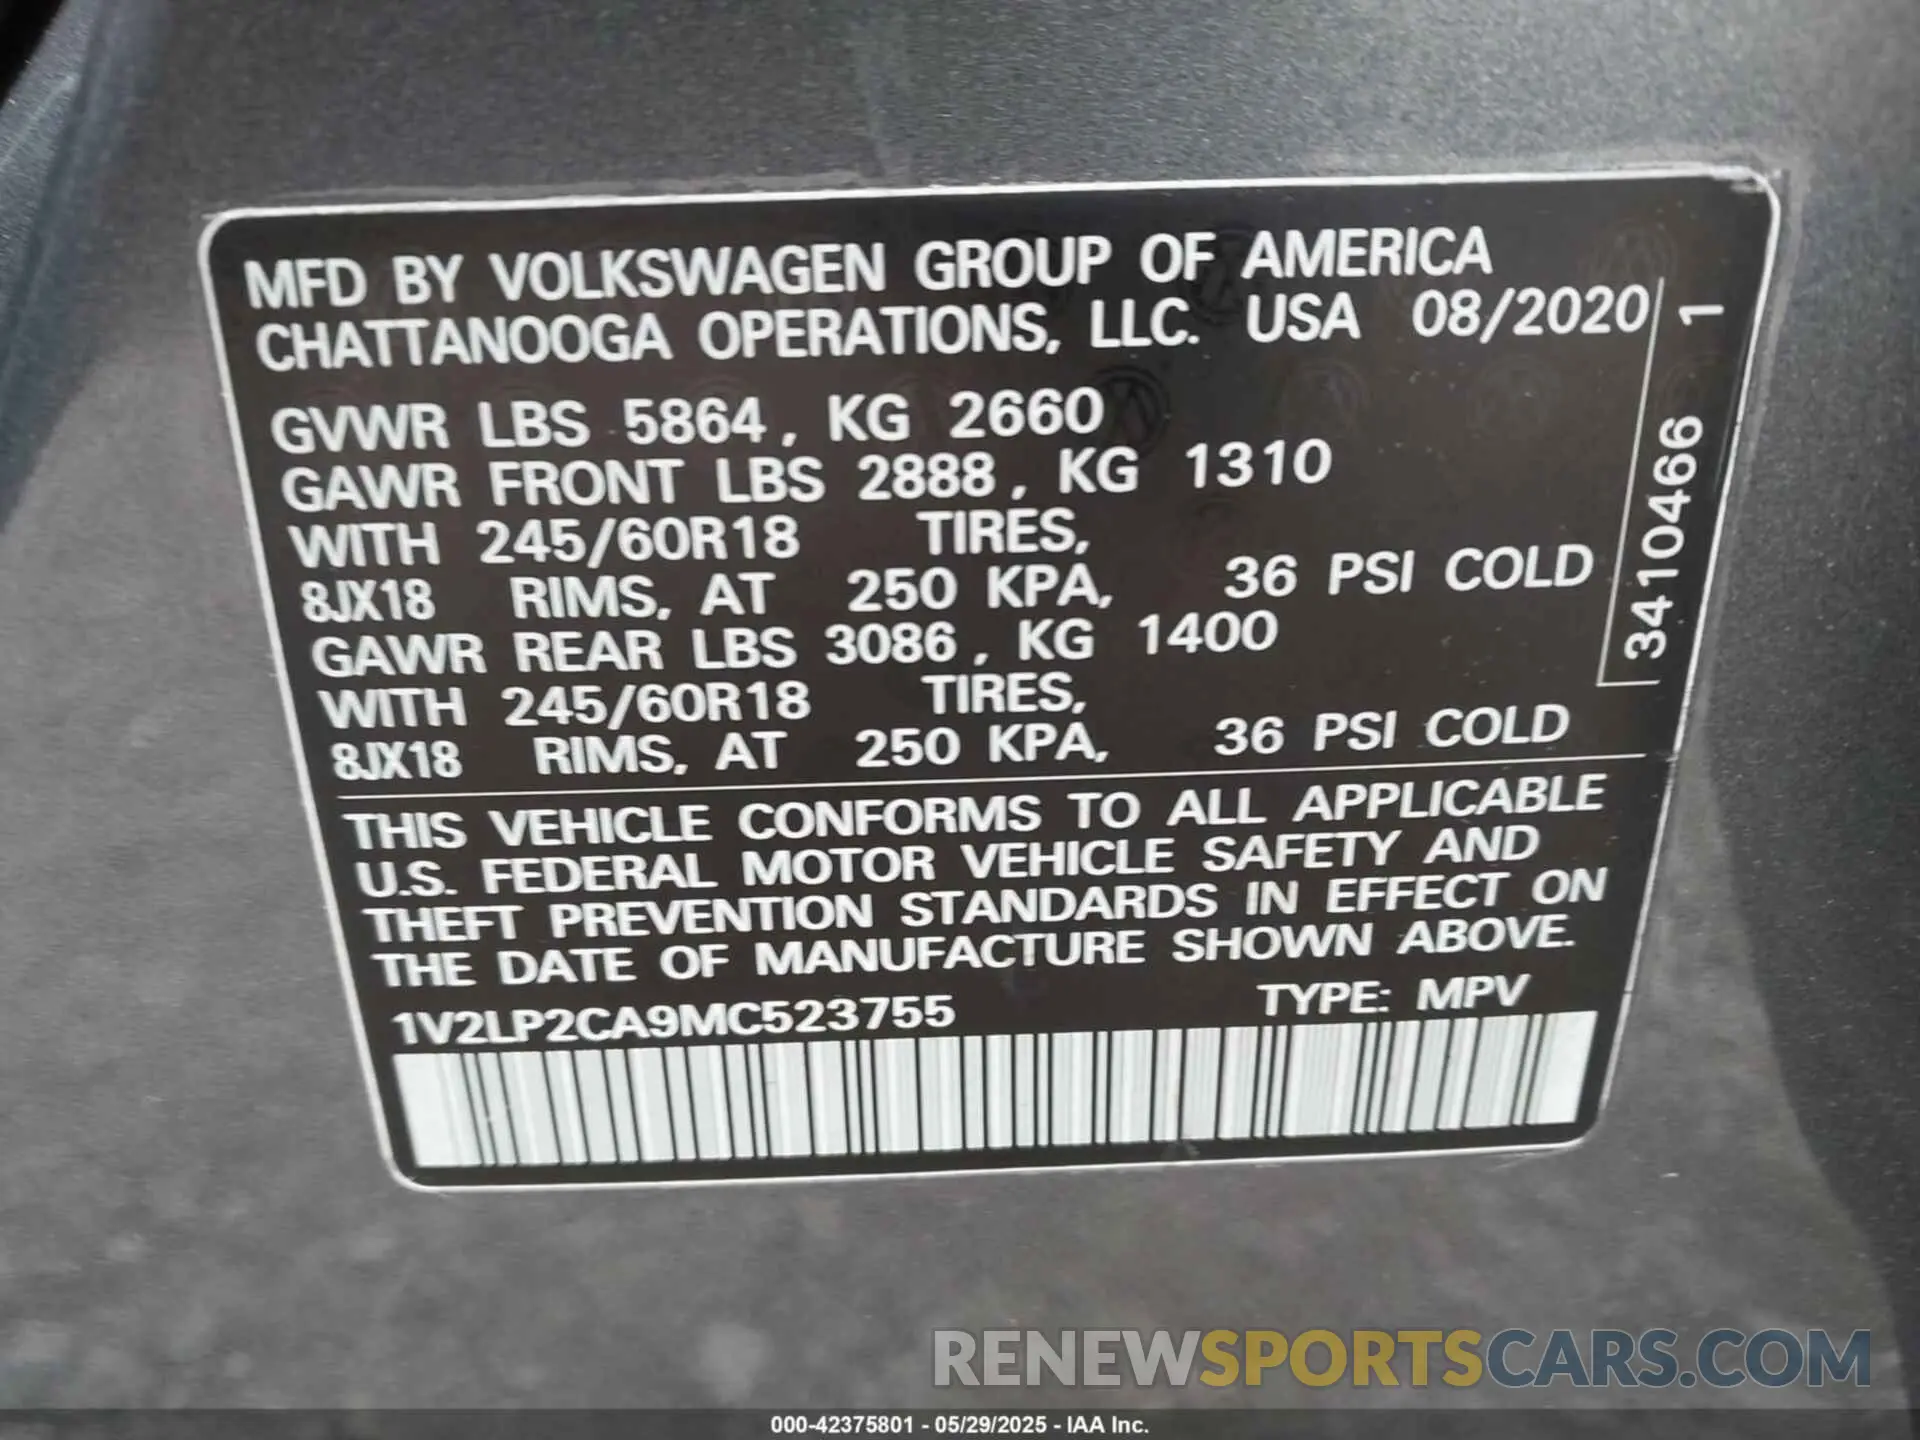 MFD BY VOLKSWAGEN GROUP OF AMERICA
CHATTANOOGA OPERATIONS, LLC. USA 08/2020
GVWR LBS 5864, KG 2660
GAWR FRONT LBS 2888, KG 1310
WITH 245/60R18 TIRES,
8JX18 RIMS, AT 250 KPA, 36 PSI COLD
GAWR REAR LBS 3086, KG 1400
WITH 245/60R18 TIRES,
8JX18 RIMS, AT 250 KPA, 36 PSI COLD
3410466 1
THIS VEHICLE CONFORMS TO ALL APPLICABLE
U.S. FEDERAL MOTOR VEHICLE SAFETY AND
THEFT PREVENTION STANDARDS IN EFFECT ON
THE DATE OF MANUFACTURE SHOWN ABOVE.
1V2LP2CA9MC523755 TYPE: MPV
RENEWSPORTSCARS.COM
000-42375801 - 05/29/2025 - IAA Inc.